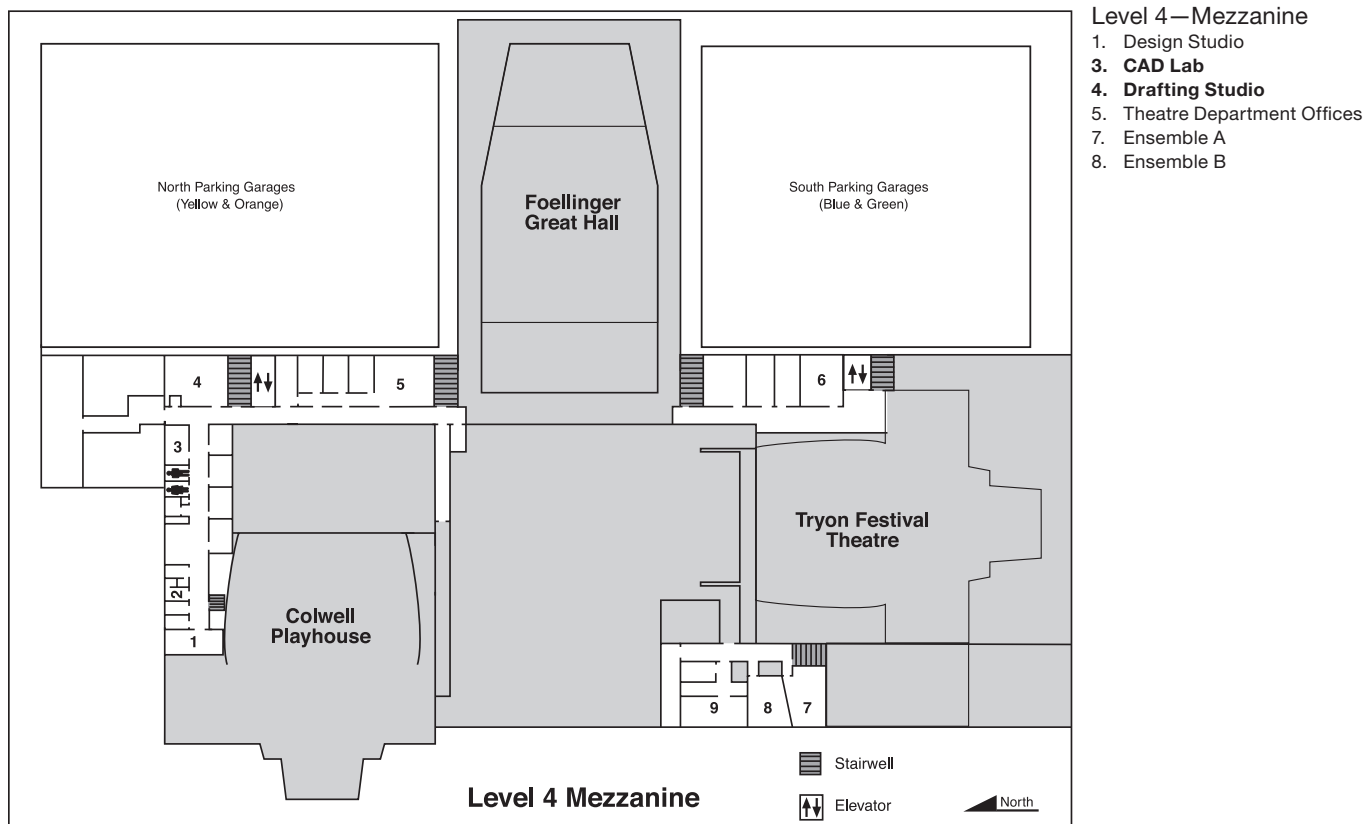 Level 4—Mezzanine
1. Design Studio
3. CAD Lab
4. Drafting Studio
5. Theatre Department Offices
7. Ensemble A
8. Ensemble B
North Parking Garages
(Yellow & Orange)
Foellinger
Great Hall
South Parking Garages
(Blue & Green)
4
5
6
3
2
1
Colwell
Playhouse
Tryon Festival
Theatre
9
8
7
Level 4 Mezzanine
Stairwell
Elevator
North